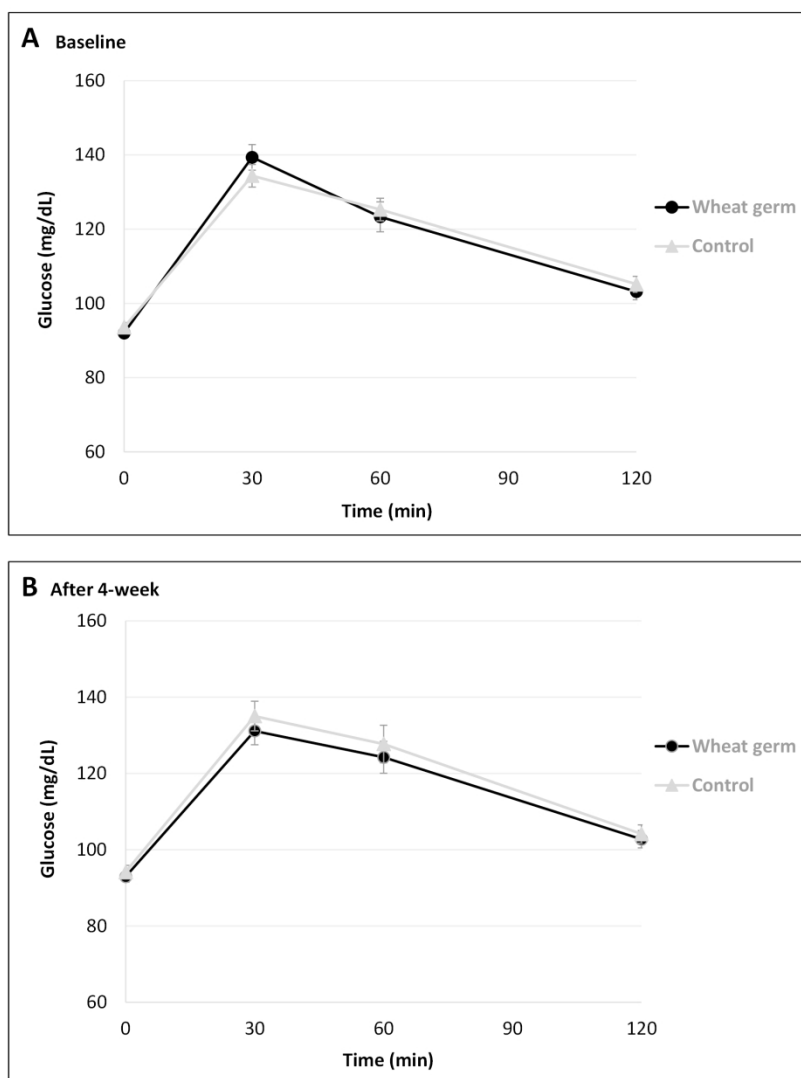 A Baseline
160
140
120
100
80
60
Glucose (mg/dL)
0 30 60 90 120
Time (min)
Wheat germ
Control
B After 4-week
160
140
120
100
80
60
Glucose (mg/dL)
0 30 60 90 120
Time (min)
Wheat germ
Control